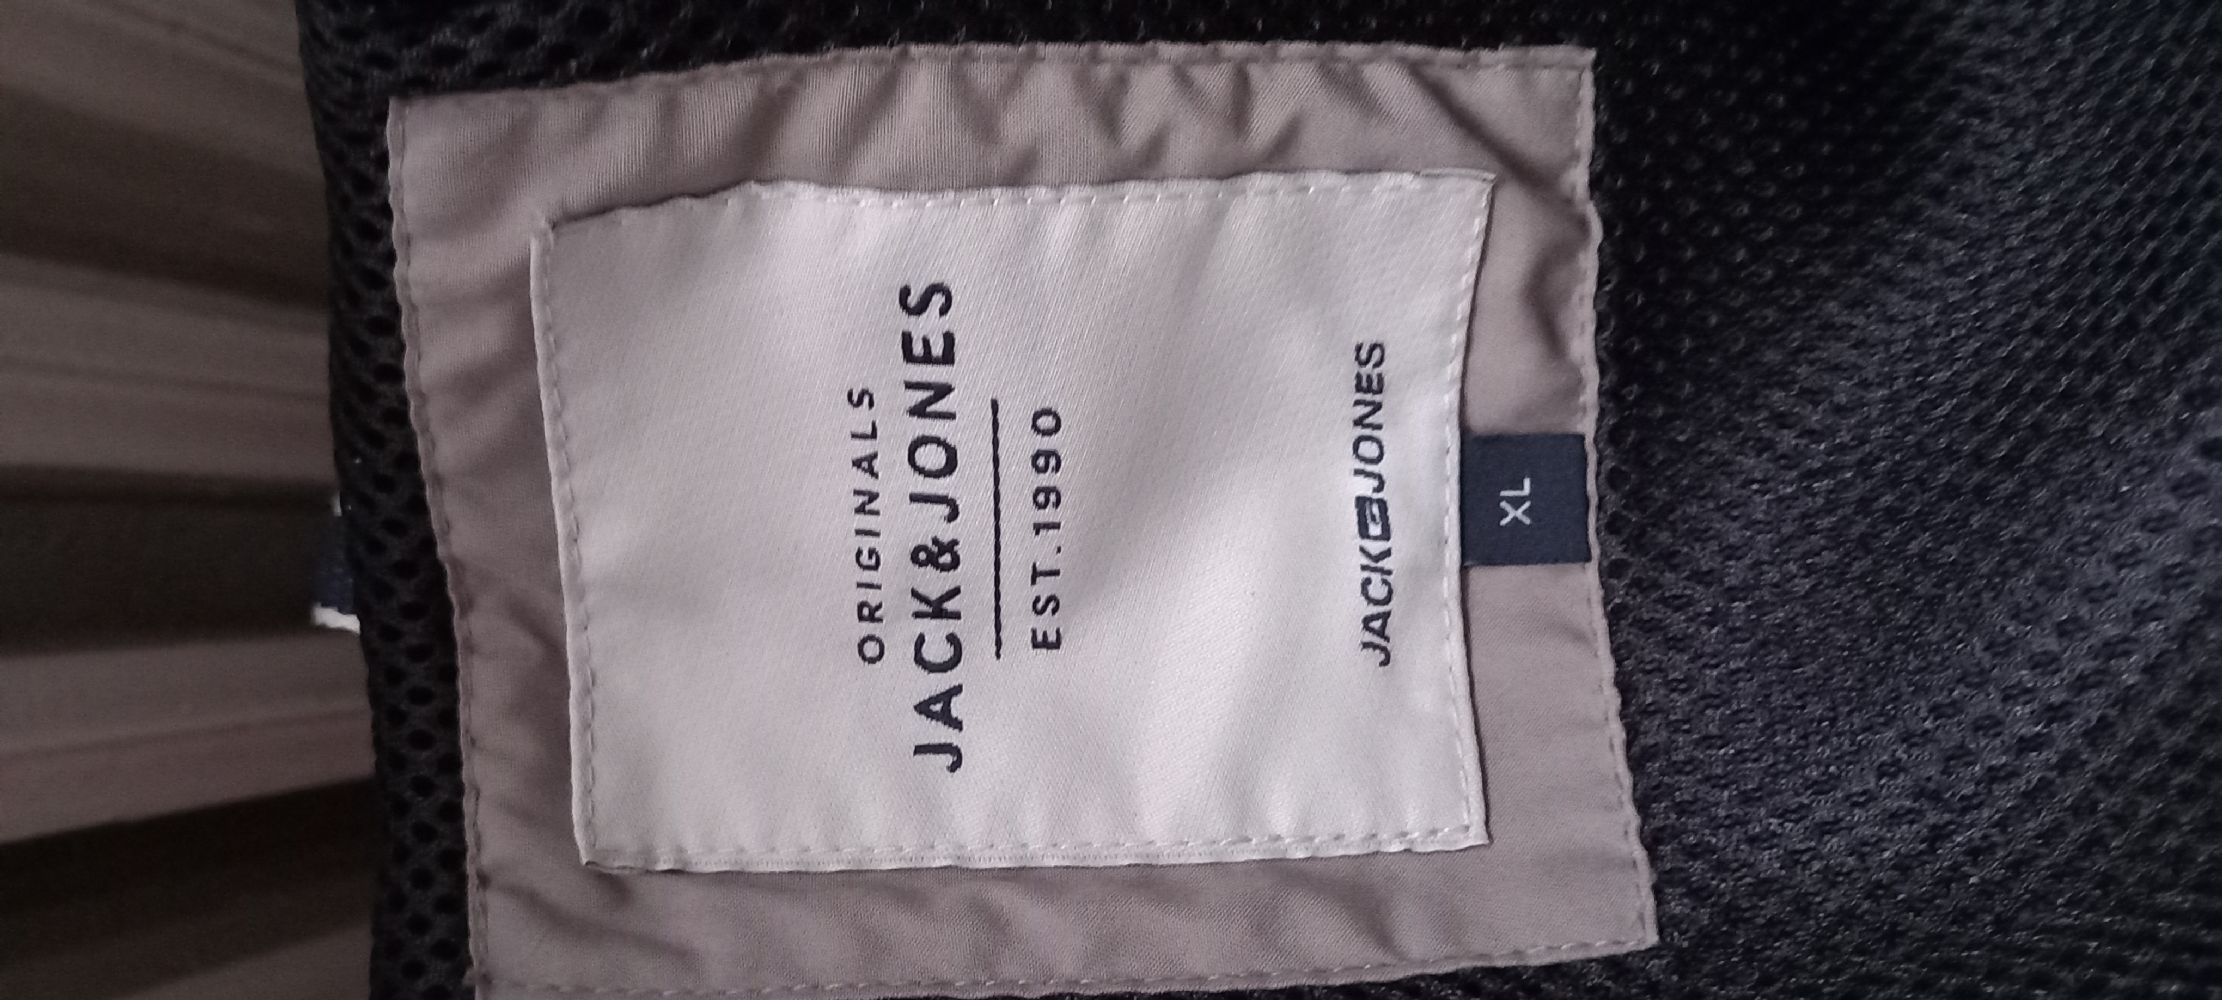 ORIGINALS
JACK&JONES
EST.1990
JACK JONES
XL